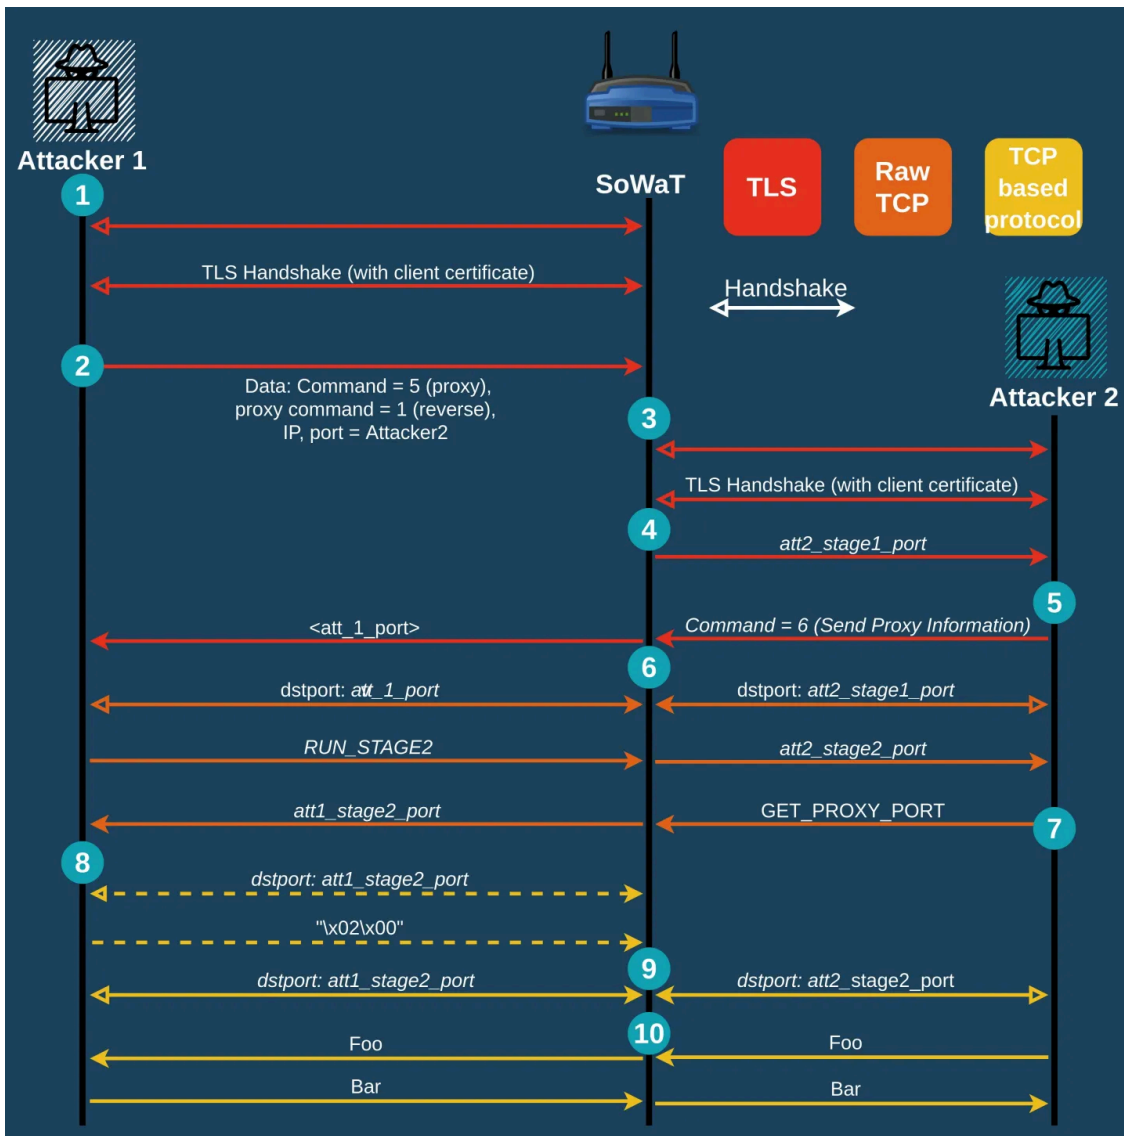 Attacker 1
SoWaT
TLS
Raw
TCP
TCP
based
protocol
1
TLS Handshake (with client certificate)
Handshake
2
Data: Command = 5 (proxy),
proxy command = 1 (reverse),
IP, port = Attacker2
Attacker 2
3
TLS Handshake (with client certificate)
4
att2_stage1_port
5
<att_1_port>
Command = 6 (Send Proxy Information)
6
dstport: att_1_port
dstport: att2_stage1_port
RUN_STAGE2
att2_stage2_port
att1_stage2_port
GET_PROXY_PORT
7
8
dstport: att1_stage2_port
"\x02\x00"
9
dstport: att1_stage2_port
dstport: att2_stage2_port
10
Foo
Foo
Bar
Bar